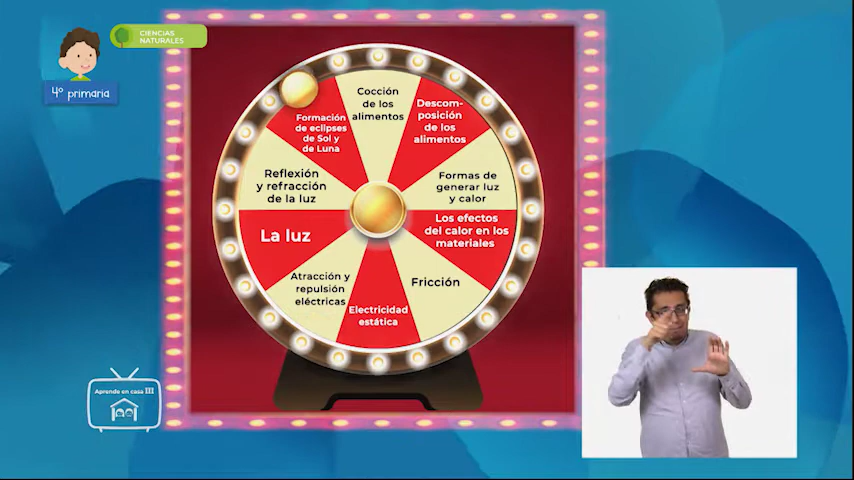 CIENCIAS
NATURALES
4º primaria
Cocción
de los
alimentos
Descom-
posición
de los
alimentos
Formas de
generar luz
y calor
Los efectos
del calor en los
materiales
Fricción
Electricidad
estática
Atracción y
repulsión
eléctricas
La luz
Reflexión
y refracción
de la luz
Formación
de eclipses
de Sol y
de Luna
Aprende en casa III